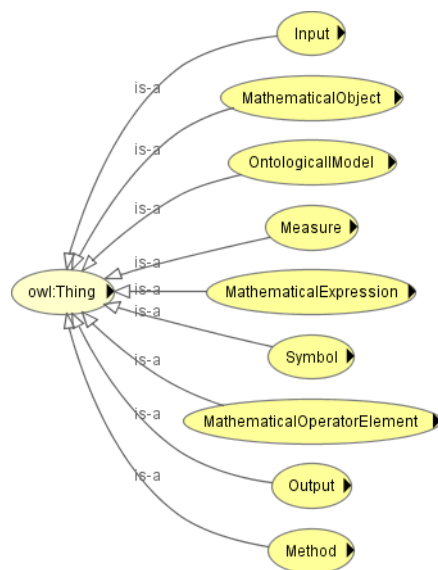 Input
is-a
MathematicalObject
is-a
OntologicallModel
is-a
Measure
is-a
owl:Thing
is-a
MathematicalExpression
is-a
Symbol
is-a
MathematicalOperatorElement
is-a
Output
is-a
Method